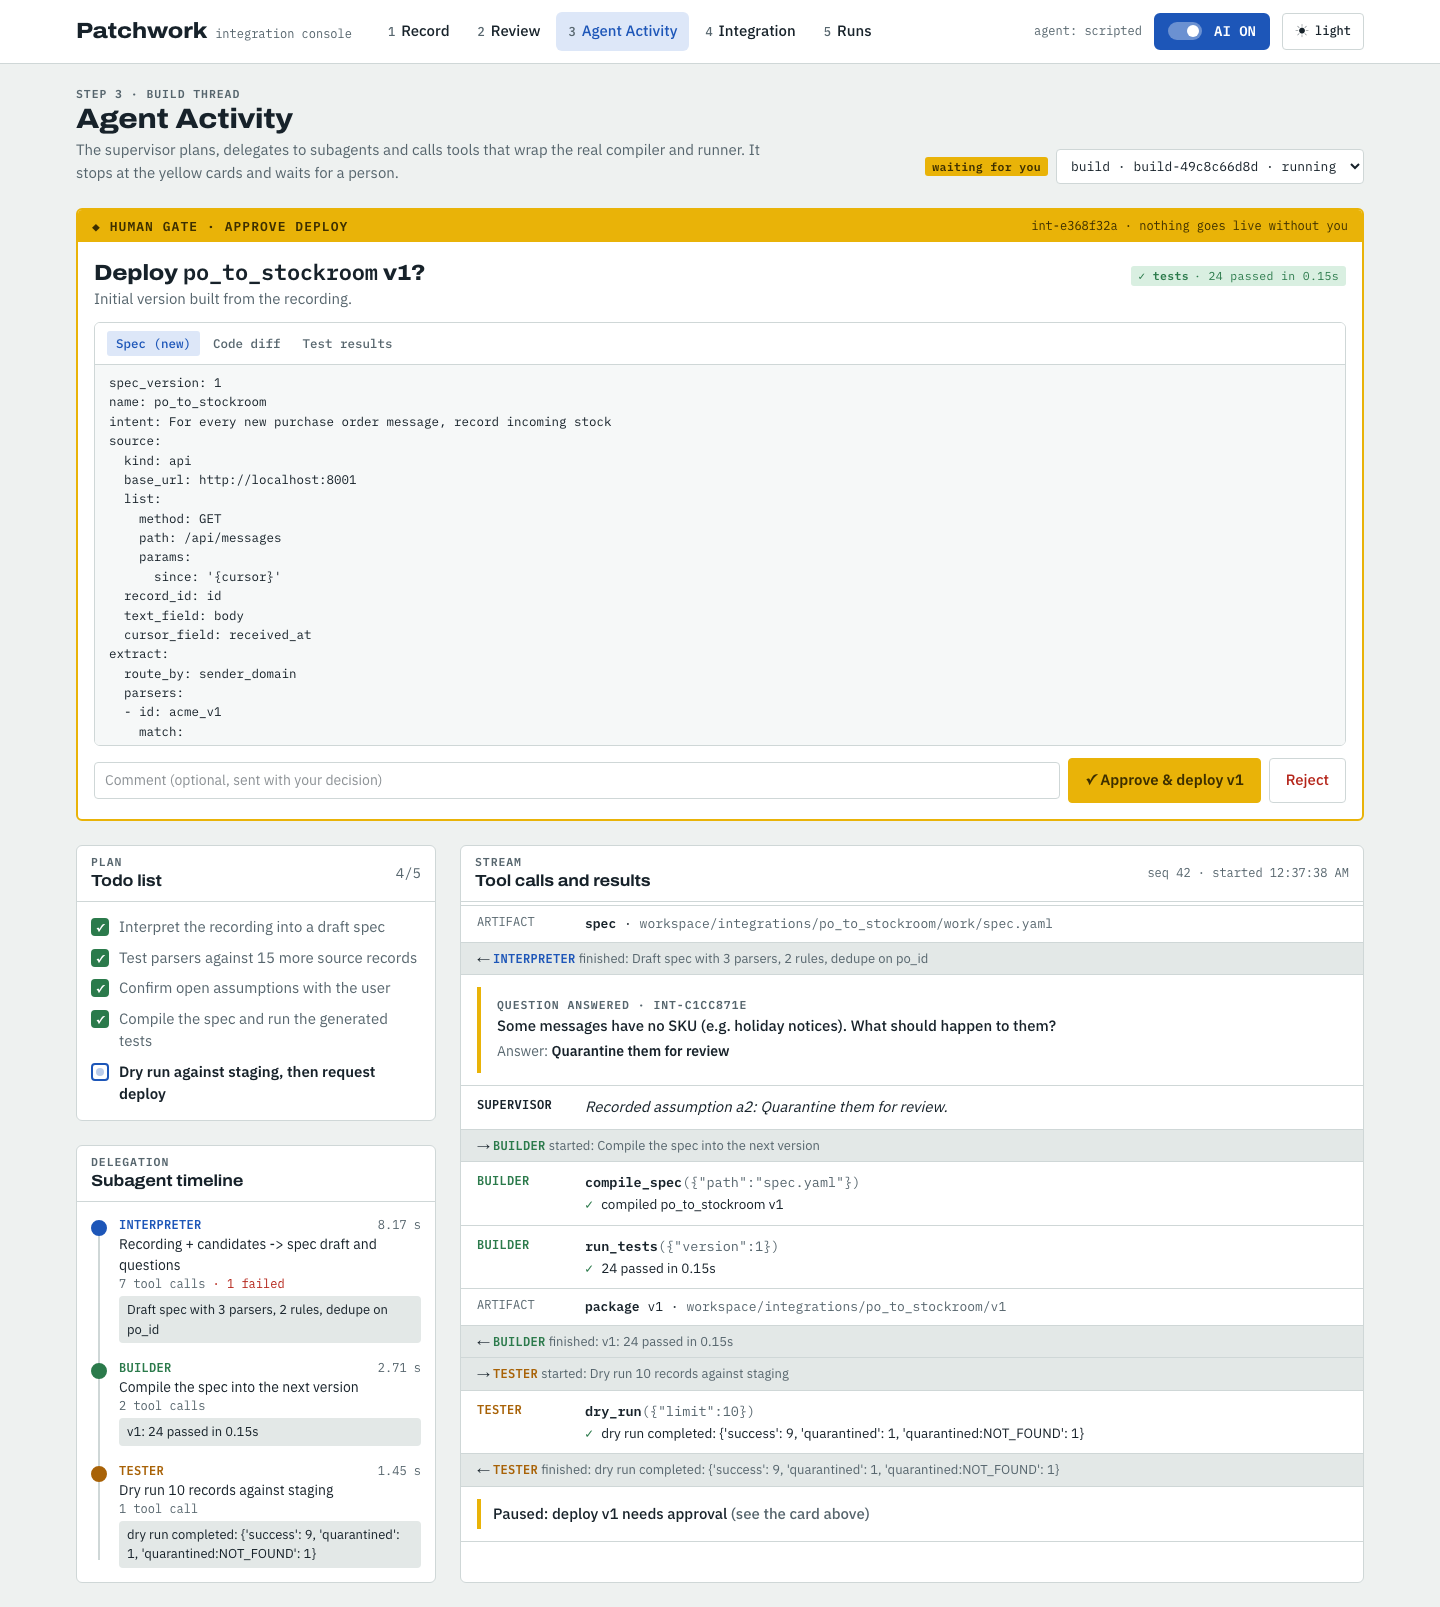 Patchwork integration console 1 Record 2 Review 3 Agent Activity 4 Integration 5 Runs agent: scripted AI ON ☀ light
STEP 3 · BUILD THREAD
Agent Activity
The supervisor plans, delegates to subagents and calls tools that wrap the real compiler and runner. It
stops at the yellow cards and waits for a person.
waiting for you build · build-49c8c66d8d · running
◆ HUMAN GATE · APPROVE DEPLOY int-e368f32a · nothing goes live without you
Deploy po_to_stockroom v1?
✓ tests · 24 passed in 0.15s
Initial version built from the recording.
Spec (new) Code diff Test results
spec_version: 1
name: po_to_stockroom
intent: For every new purchase order message, record incoming stock
source:
  kind: api
  base_url: http://localhost:8001
  list:
    method: GET
    path: /api/messages
    params:
      since: '{cursor}'
  record_id: id
  text_field: body
  cursor_field: received_at
extract:
  route_by: sender_domain
  parsers:
  - id: acme_v1
    match:
Comment (optional, sent with your decision) ✓ Approve & deploy v1 Reject
PLAN
Todo list 4/5
✓ Interpret the recording into a draft spec
✓ Test parsers against 15 more source records
✓ Confirm open assumptions with the user
✓ Compile the spec and run the generated
tests
Dry run against staging, then request
deploy
DELEGATION
Subagent timeline
INTERPRETER 8.17 s
Recording + candidates -> spec draft and
questions
7 tool calls · 1 failed
Draft spec with 3 parsers, 2 rules, dedupe on
po_id
BUILDER 2.71 s
Compile the spec into the next version
2 tool calls
v1: 24 passed in 0.15s
TESTER 1.45 s
Dry run 10 records against staging
1 tool call
dry run completed: {'success': 9, 'quarantined':
1, 'quarantined:NOT_FOUND': 1}
STREAM
Tool calls and results seq 42 · started 12:37:38 AM
ARTIFACT spec · workspace/integrations/po_to_stockroom/work/spec.yaml
← INTERPRETER finished: Draft spec with 3 parsers, 2 rules, dedupe on po_id
QUESTION ANSWERED · INT-C1CC871E
Some messages have no SKU (e.g. holiday notices). What should happen to them?
Answer: Quarantine them for review
SUPERVISOR Recorded assumption a2: Quarantine them for review.
→ BUILDER started: Compile the spec into the next version
BUILDER compile_spec({"path":"spec.yaml"})
✓ compiled po_to_stockroom v1
BUILDER run_tests({"version":1})
✓ 24 passed in 0.15s
ARTIFACT package v1 · workspace/integrations/po_to_stockroom/v1
← BUILDER finished: v1: 24 passed in 0.15s
→ TESTER started: Dry run 10 records against staging
TESTER dry_run({"limit":10})
✓ dry run completed: {'success': 9, 'quarantined': 1, 'quarantined:NOT_FOUND': 1}
← TESTER finished: dry run completed: {'success': 9, 'quarantined': 1, 'quarantined:NOT_FOUND': 1}
Paused: deploy v1 needs approval (see the card above)